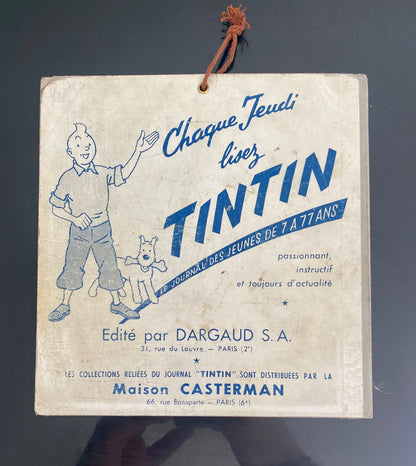 Chaque Jeudi
lisez
TINTIN
LE JOURNAL DES JEUNES DE 7 A 77 ANS
passionnant,
instructif
et toujours d'actualité
Edité par DARGAUD S.A.
31, rue du Louvre — PARIS (2e)
LES COLLECTIONS RELIÉES DU JOURNAL "TINTIN" SONT DISTRIBUÉES PAR LA
Maison CASTERMAN
66, rue Bonaparte — PARIS (6e)